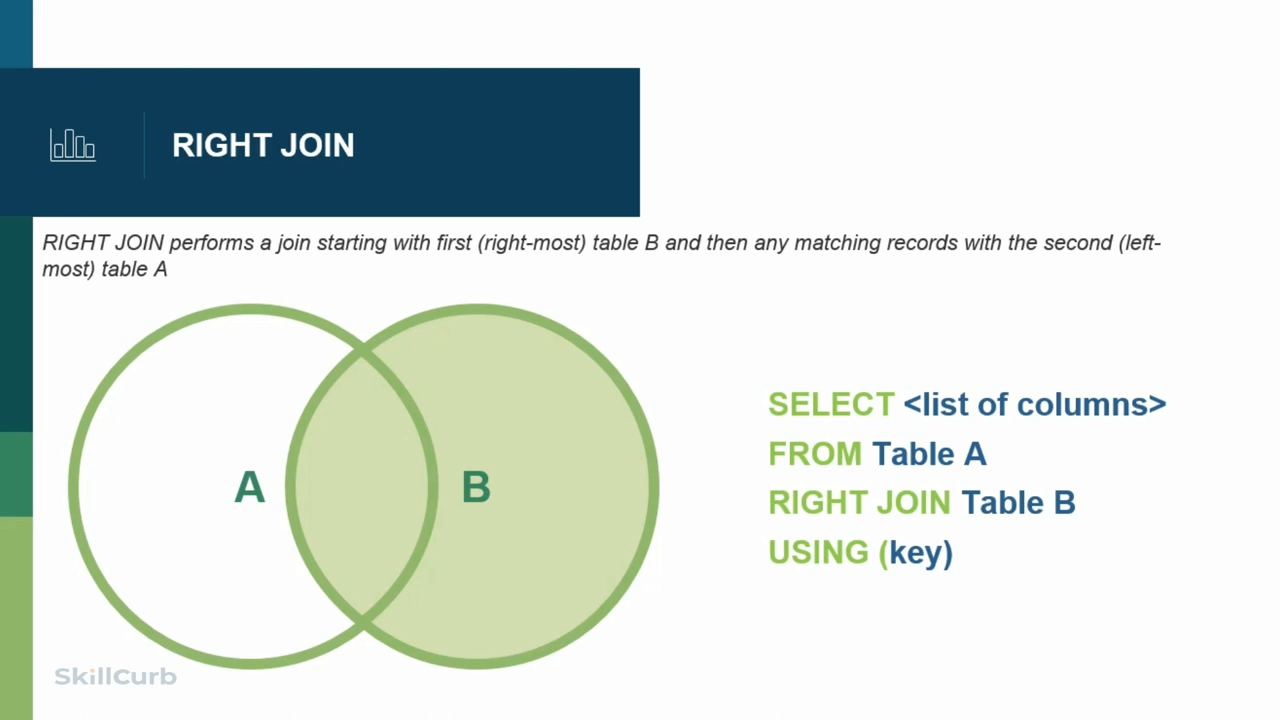 RIGHT JOIN
RIGHT JOIN performs a join starting with first (right-most) table B and then any matching records with the second (left-
most) table A
A
B
SELECT <list of columns>
FROM Table A
RIGHT JOIN Table B
USING (key)
SkillCurb